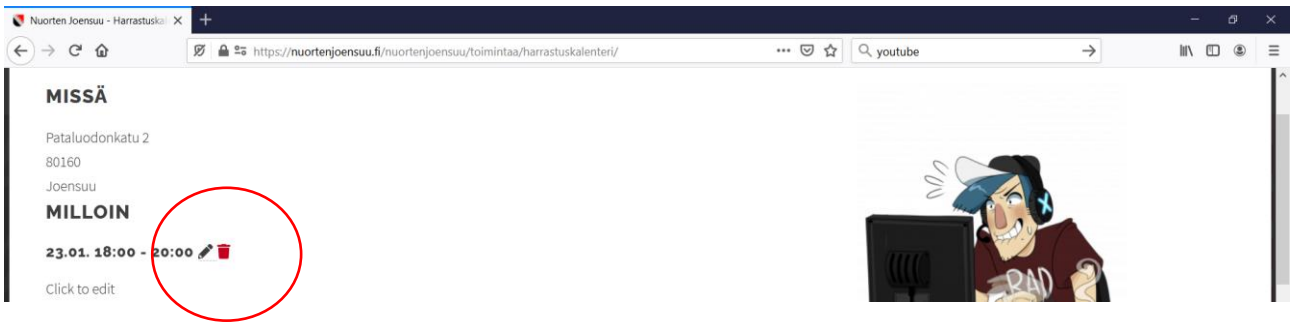 Nuorten Joensuu - Harrastuskal
https://nuortenjoensuu.fi/nuortenjoensuu/toimintaa/harrastuskalenteri/
youtube
MISSÄ
Pataluodonkatu 2
80160
Joensuu
MILLOIN
23.01. 18:00 - 20:00
Click to edit
RAD